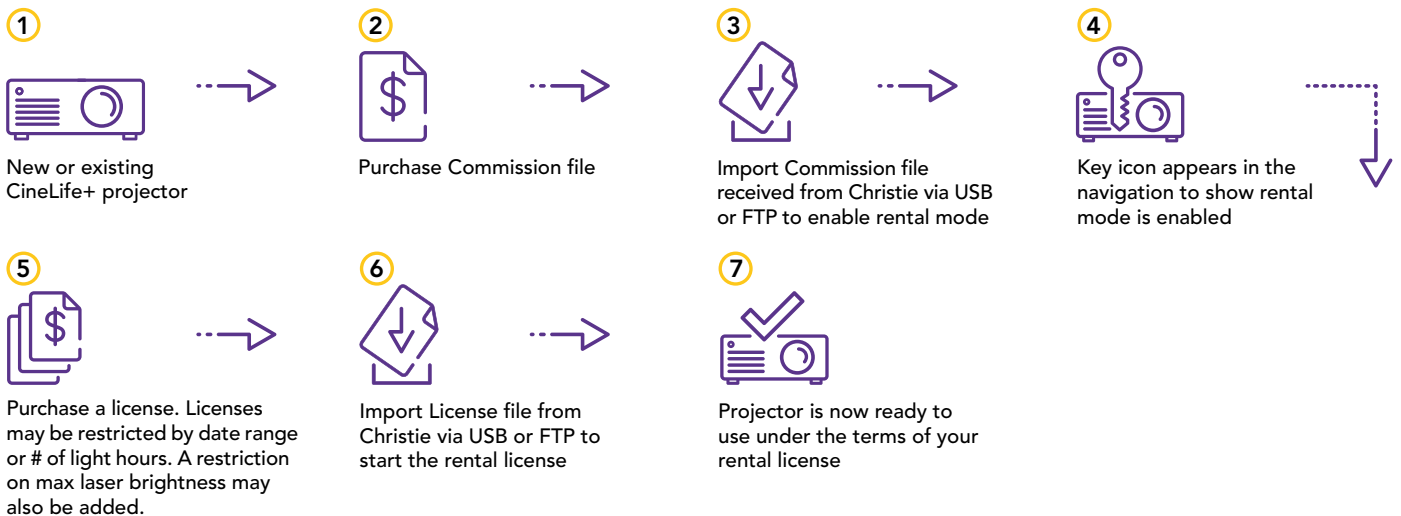 1
New or existing
CineLife+ projector
2
$
Purchase Commission file
3
Import Commission file
received from Christie via USB
or FTP to enable rental mode
4
Key icon appears in the
navigation to show rental
mode is enabled
5
$
Purchase a license. Licenses
may be restricted by date range
or # of light hours. A restriction
on max laser brightness may
also be added.
6
Import License file from
Christie via USB or FTP to
start the rental license
7
Projector is now ready to
use under the terms of your
rental license